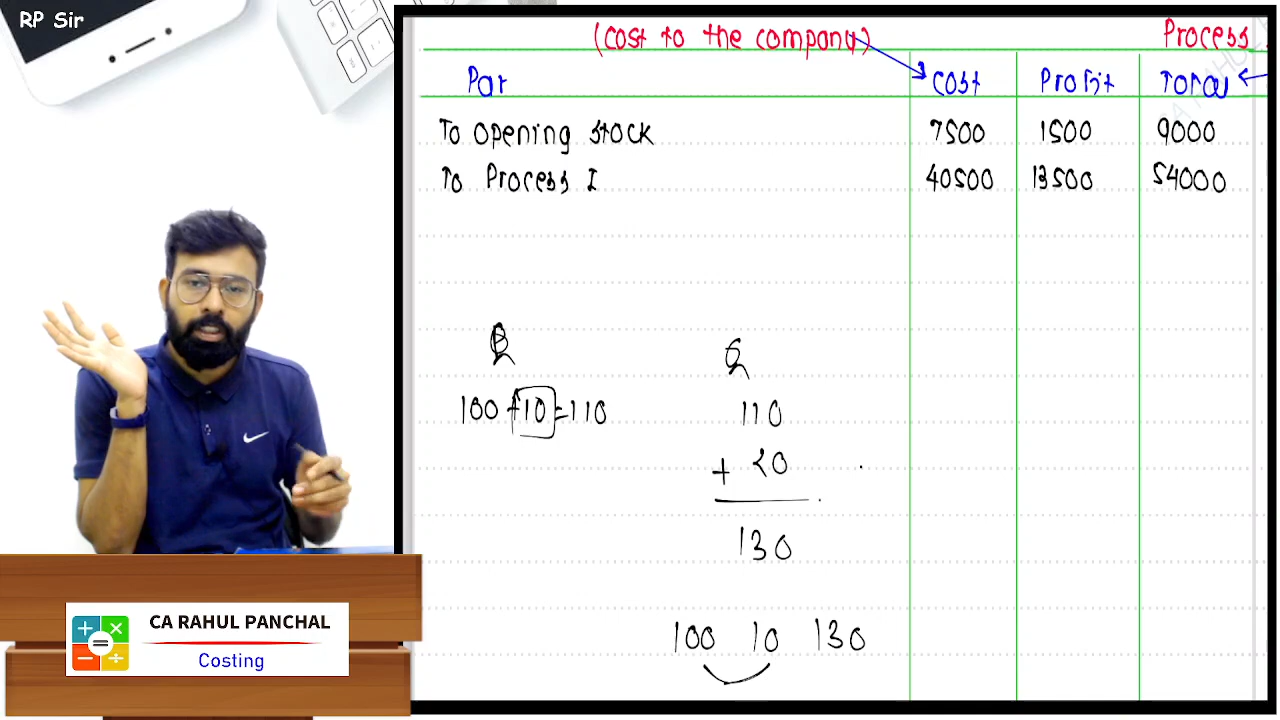 RP Sir
(Cost to the company) Process
Par Cost Profit Total
To Opening Stock 7500 1500 9000
To Process I 40500 13500 54000
100 +10 =110 110
+ 20
130
100 10 130
CA RAHUL PANCHAL
Costing